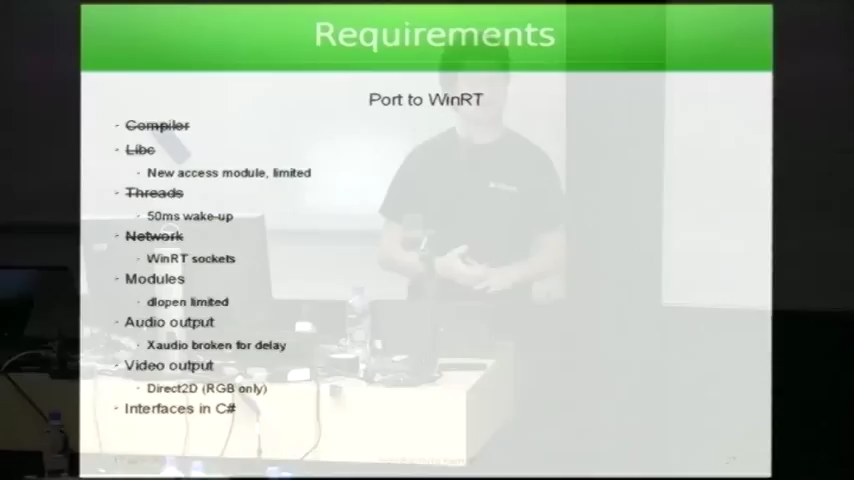 Requirements
Port to WinRT
- Compiler
- Libc
- New access module, limited
- Threads
- 50ms wake-up
- Network
- WinRT sockets
- Modules
- dlopen limited
- Audio output
- Xaudio broken for delay
- Video output
- Direct2D (RGB only)
- Interfaces in C#